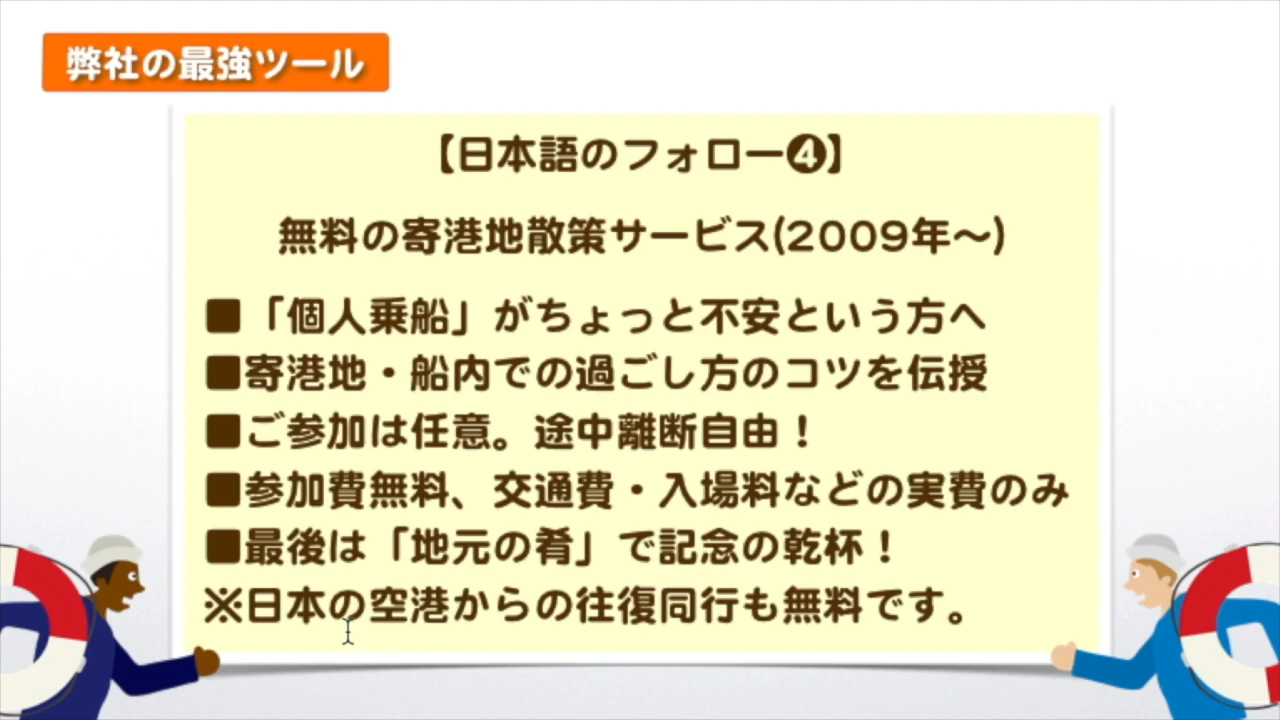 弊社の最強ツール
【日本語のフォロー❹】
無料の寄港地散策サービス(2009年〜)
■「個人乗船」がちょっと不安という方へ
■寄港地・船内での過ごし方のコツを伝授
■ご参加は任意。途中離断自由！
■参加費無料、交通費・入場料などの実費のみ
■最後は「地元の肴」で記念の乾杯！
※日本の空港からの往復同行も無料です。